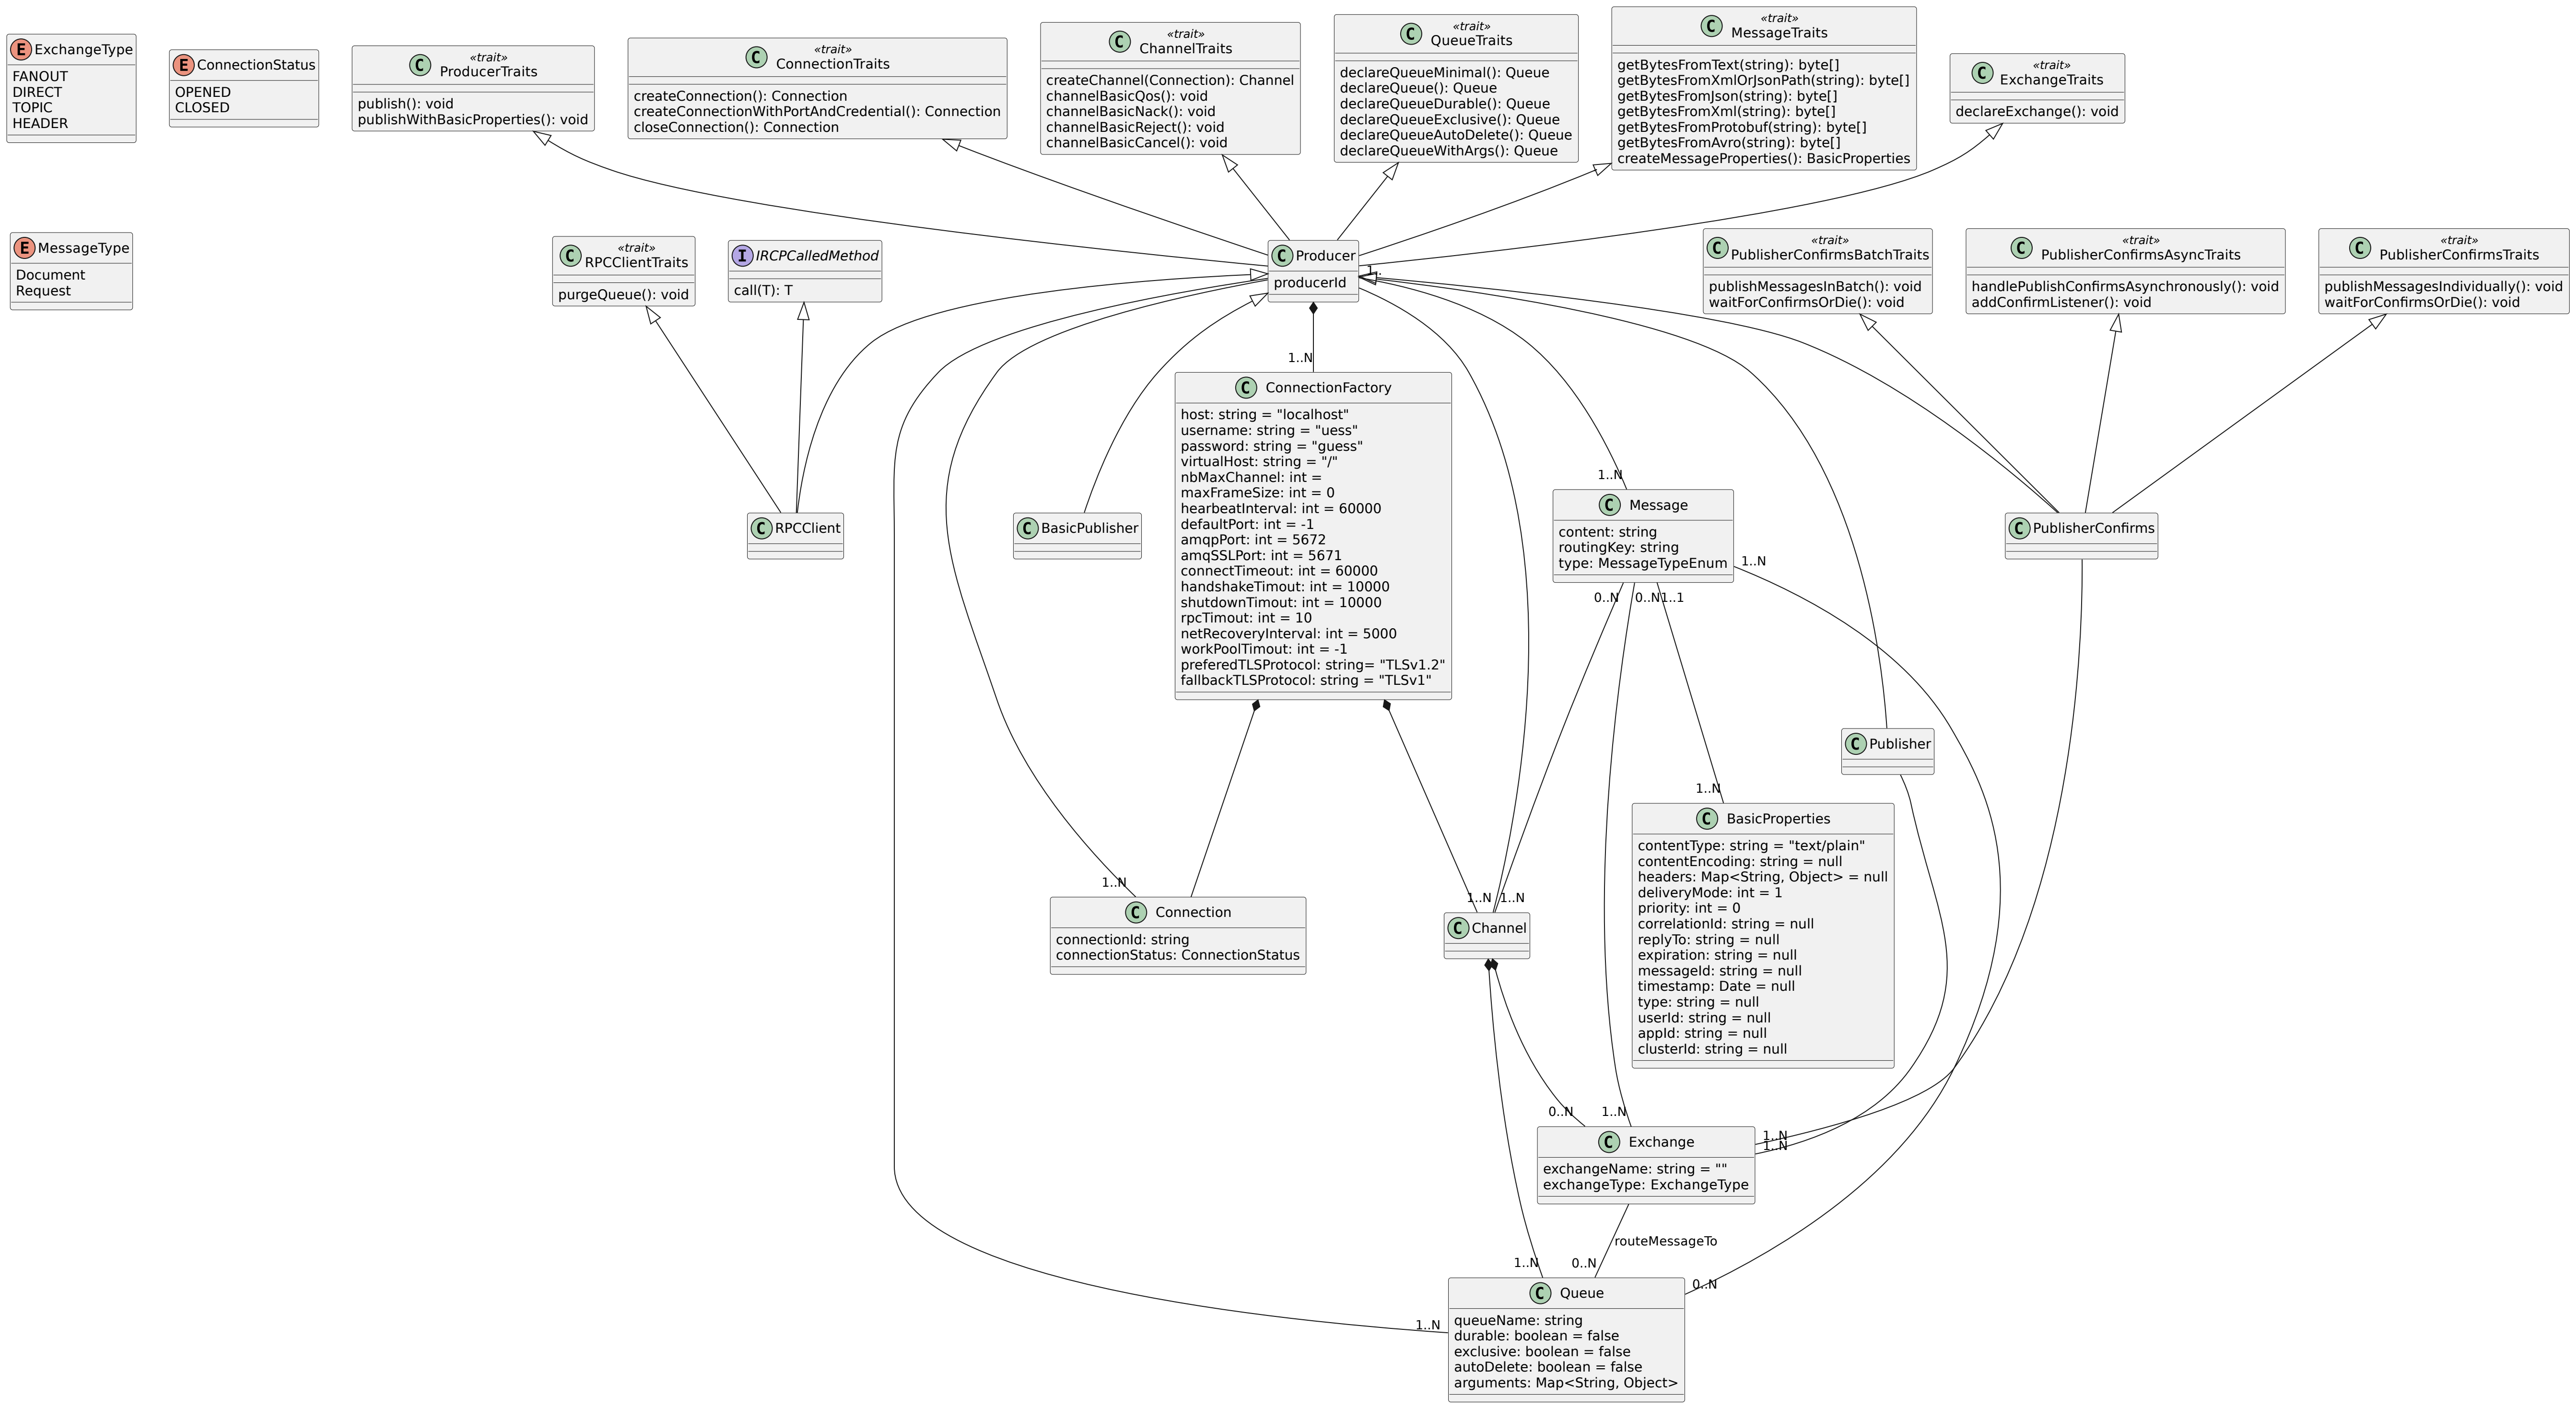 ExchangeType
FANOUT
DIRECT
TOPIC
HEADER
ConnectionStatus
OPENED
CLOSED
«trait»
ProducerTraits
publish(): void
publishWithBasicProperties(): void
«trait»
ConnectionTraits
createConnection(): Connection
createConnectionWithPortAndCredential(): Connection
closeConnection(): Connection
«trait»
ChannelTraits
createChannel(Connection): Channel
channelBasicQos(): void
channelBasicNack(): void
channelBasicReject(): void
channelBasicCancel(): void
«trait»
QueueTraits
declareQueueMinimal(): Queue
declareQueue(): Queue
declareQueueDurable(): Queue
declareQueueExclusive(): Queue
declareQueueAutoDelete(): Queue
declareQueueWithArgs(): Queue
«trait»
MessageTraits
getBytesFromText(string): byte[]
getBytesFromXmlOrJsonPath(string): byte[]
getBytesFromJson(string): byte[]
getBytesFromXml(string): byte[]
getBytesFromProtobuf(string): byte[]
getBytesFromAvro(string): byte[]
createMessageProperties(): BasicProperties
«trait»
ExchangeTraits
declareExchange(): void
MessageType
Document
Request
«trait»
RPCClientTraits
purgeQueue(): void
IRCPCalledMethod
call(T): T
Producer
producerId
«trait»
PublisherConfirmsBatchTraits
publishMessagesInBatch(): void
waitForConfirmsOrDie(): void
«trait»
PublisherConfirmsAsyncTraits
handlePublishConfirmsAsynchronously(): void
addConfirmListener(): void
«trait»
PublisherConfirmsTraits
publishMessagesIndividually(): void
waitForConfirmsOrDie(): void
1..N
ConnectionFactory
host: string = "localhost"
username: string = "uess"
password: string = "guess"
virtualHost: string = "/"
nbMaxChannel: int =
maxFrameSize: int = 0
hearbeatInterval: int = 60000
defaultPort: int = -1
amqpPort: int = 5672
amqSSLPort: int = 5671
connectTimeout: int = 60000
handshakeTimout: int = 10000
shutdownTimout: int = 10000
rpcTimout: int = 10
netRecoveryInterval: int = 5000
workPoolTimout: int = -1
preferedTLSProtocol: string= "TLSv1.2"
fallbackTLSProtocol: string = "TLSv1"
RPCClient
BasicPublisher
1..N
Message
content: string
routingKey: string
type: MessageTypeEnum
1..N
0..N
0..N
1..1
PublisherConfirms
Publisher
1..N
BasicProperties
contentType: string = "text/plain"
contentEncoding: string = null
headers: Map<String, Object> = null
deliveryMode: int = 1
priority: int = 0
correlationId: string = null
replyTo: string = null
expiration: string = null
messageId: string = null
timestamp: Date = null
type: string = null
userId: string = null
appId: string = null
clusterId: string = null
1..N
Connection
connectionId: string
connectionStatus: ConnectionStatus
1..N
1..N
Channel
0..N
1..N
Exchange
exchangeName: string = ""
exchangeType: ExchangeType
1..N
1..N
routeMessageTo
1..N
0..N
0..N
1..N
Queue
queueName: string
durable: boolean = false
exclusive: boolean = false
autoDelete: boolean = false
arguments: Map<String, Object>